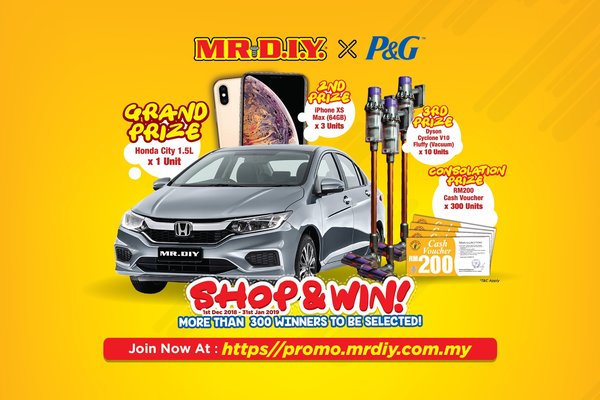 MR.D.I.Y. X P&G™
GRAND
PRIZE
Honda City 1.5L
x 1 Unit
2ND
PRIZE
iPhone XS
Max (64GB)
x 3 Units
3RD
PRIZE
Dyson
Cyclone V10
Fluffy (Vacuum)
x 10 Units
CONSOLATION
PRIZE
RM200
Cash Voucher
x 300 Units
MR.DIY
Cash
Voucher
RM200
*T&C Apply
SHOP & WIN!
1st Dec 2018 - 31st Jan 2019
MORE THAN 300 WINNERS TO BE SELECTED!
Join Now At : https//promo.mrdiy.com.my